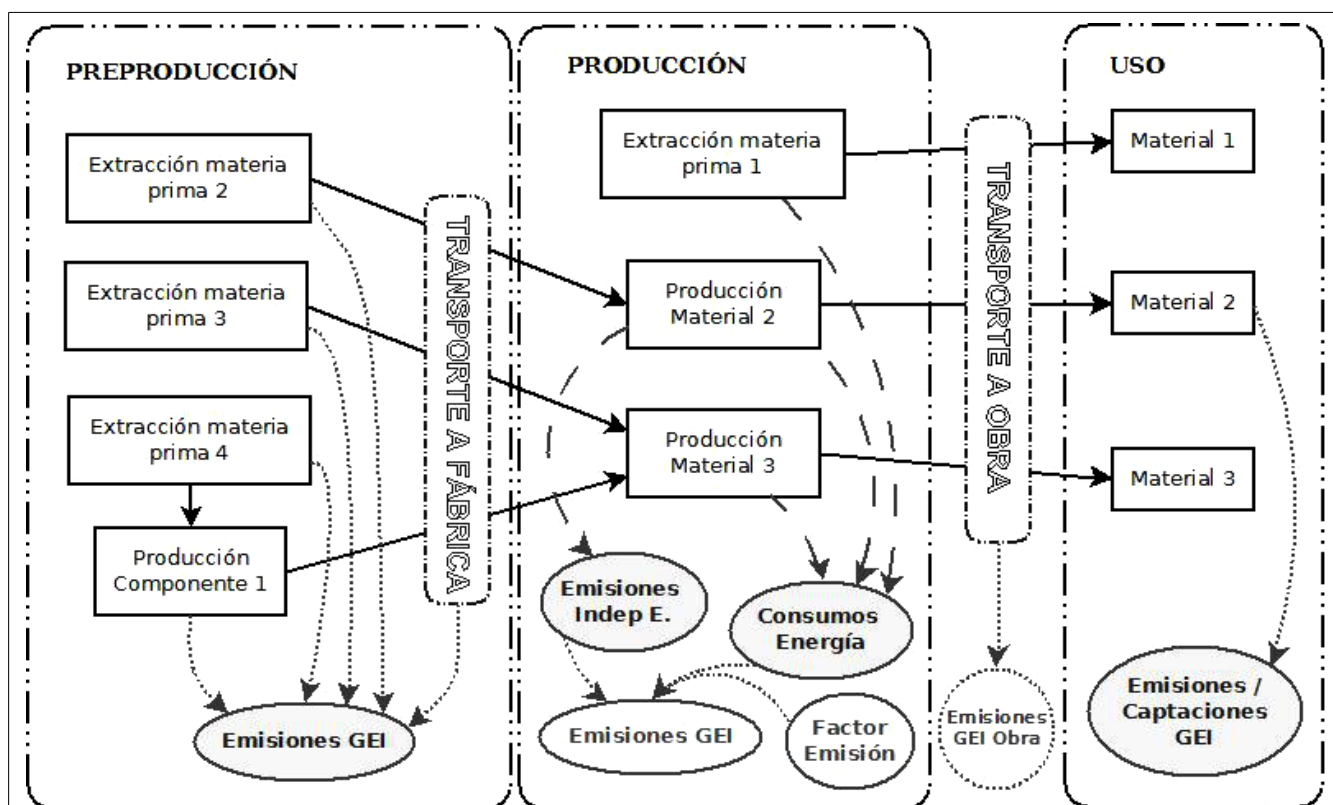 PREPRODUCCIÓN
Extracción materia
prima 2
Extracción materia
prima 3
Extracción materia
prima 4
Producción
Componente 1
Emisiones GEI
TRANSPORTE A FÁBRICA
PRODUCCIÓN
Extracción materia
prima 1
Producción
Material 2
Producción
Material 3
Emisiones
Indep E.
Consumos
Energía
Emisiones GEI
Factor
Emisión
TRANSPORTE A OBRA
Emisiones
GEI Obra
USO
Material 1
Material 2
Material 3
Emisiones /
Captaciones
GEI